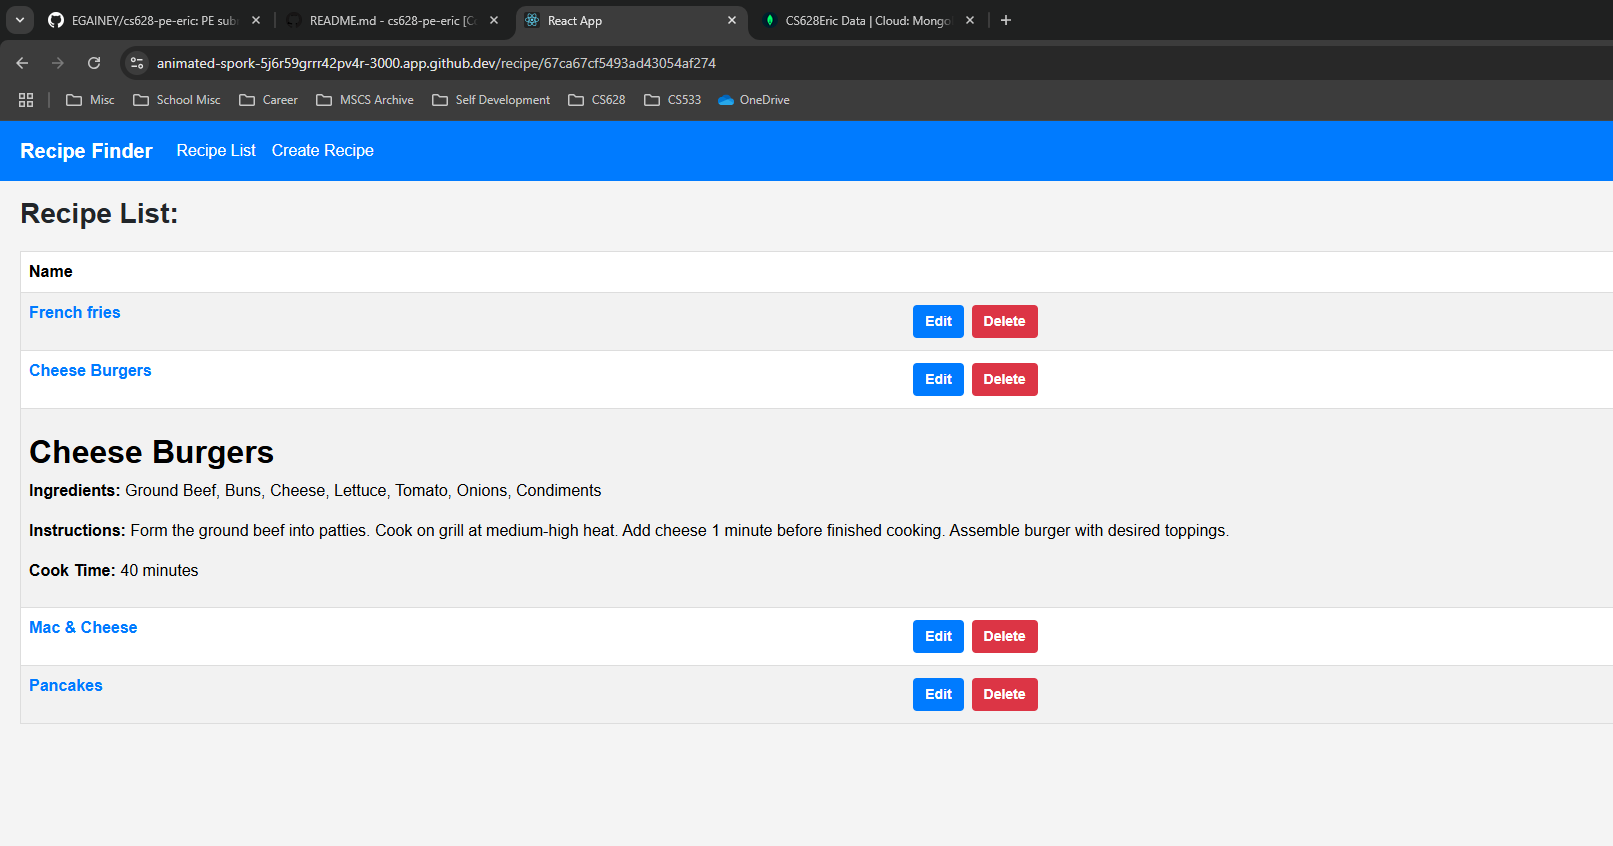 EGAINEY/cs628-pe-eric: PE sub
README.md - cs628-pe-eric [C
React App
CS628Eric Data | Cloud: Mongo
animated-spork-5j6r59grrr42pv4r-3000.app.github.dev/recipe/67ca67cf5493ad43054af274
Misc
School Misc
Career
MSCS Archive
Self Development
CS628
CS533
OneDrive
Recipe Finder
Recipe List
Create Recipe
Recipe List:
Name
French fries
Edit
Delete
Cheese Burgers
Edit
Delete
Cheese Burgers
Ingredients: Ground Beef, Buns, Cheese, Lettuce, Tomato, Onions, Condiments
Instructions: Form the ground beef into patties. Cook on grill at medium-high heat. Add cheese 1 minute before finished cooking. Assemble burger with desired toppings.
Cook Time: 40 minutes
Mac & Cheese
Edit
Delete
Pancakes
Edit
Delete